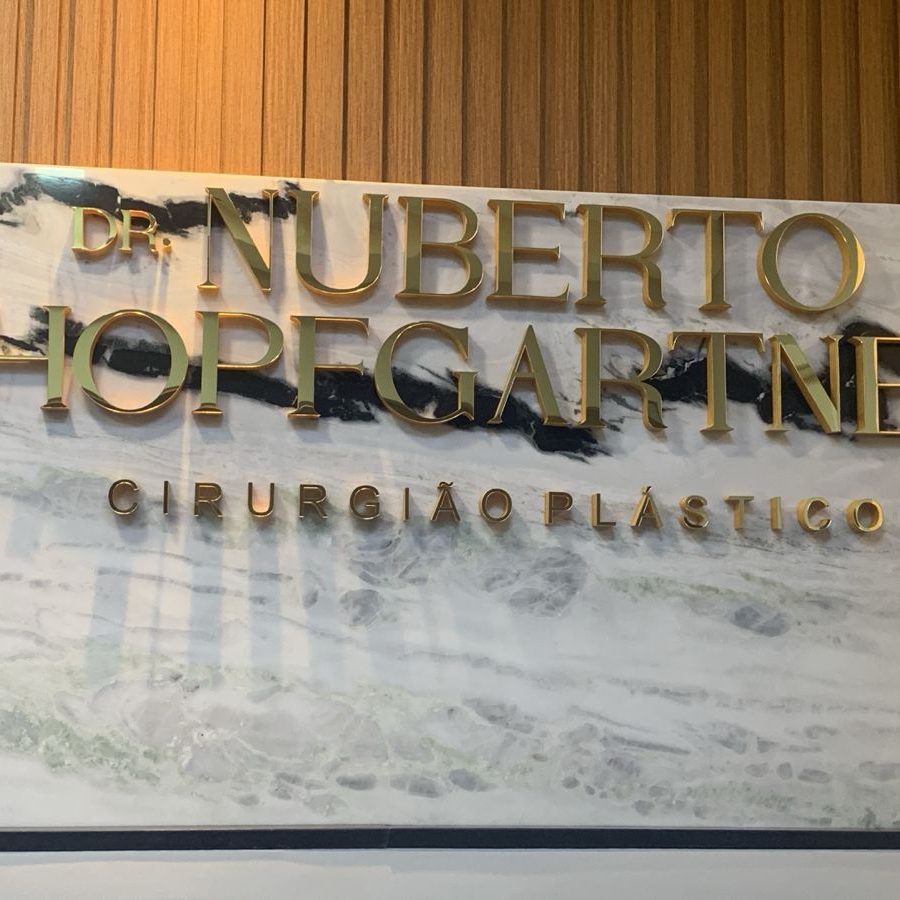 DR. NUBERTO
HOPFGARTNE
CIRURGIÃO PLÁSTICO